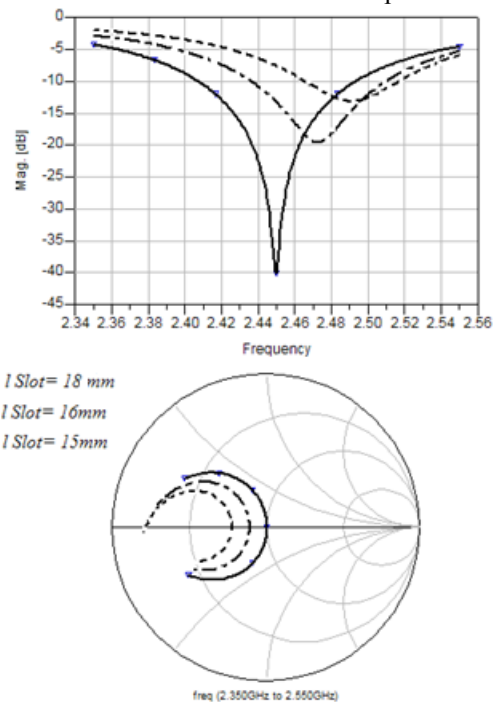 0
-5
-10
-15
-20
-25
-30
-35
-40
-45
Mag. [dB]
2.34 2.36 2.38 2.40 2.42 2.44 2.46 2.48 2.50 2.52 2.54 2.56
Frequency
l Slot= 18 mm
l Slot= 16mm
l Slot= 15mm
freq (2.350GHz to 2.550GHz)